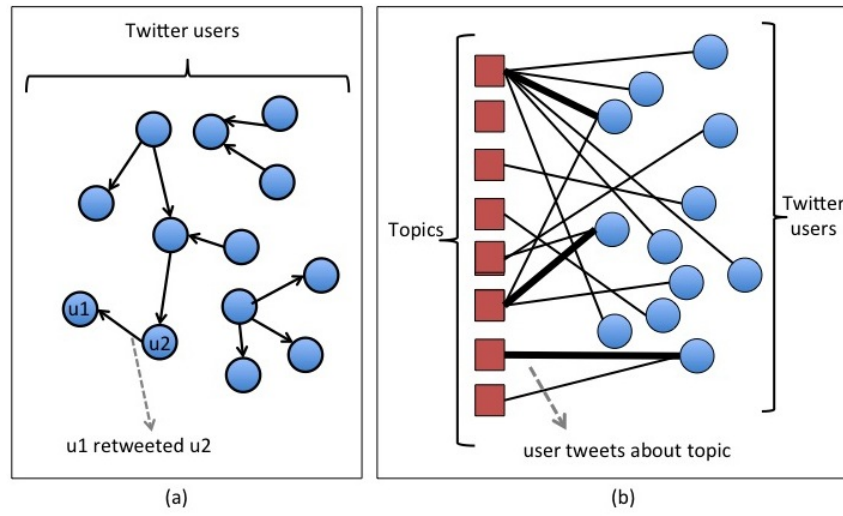 Twitter users
u1
u2
u1 retweeted u2
(a)
Topics
Twitter
users
user tweets about topic
(b)